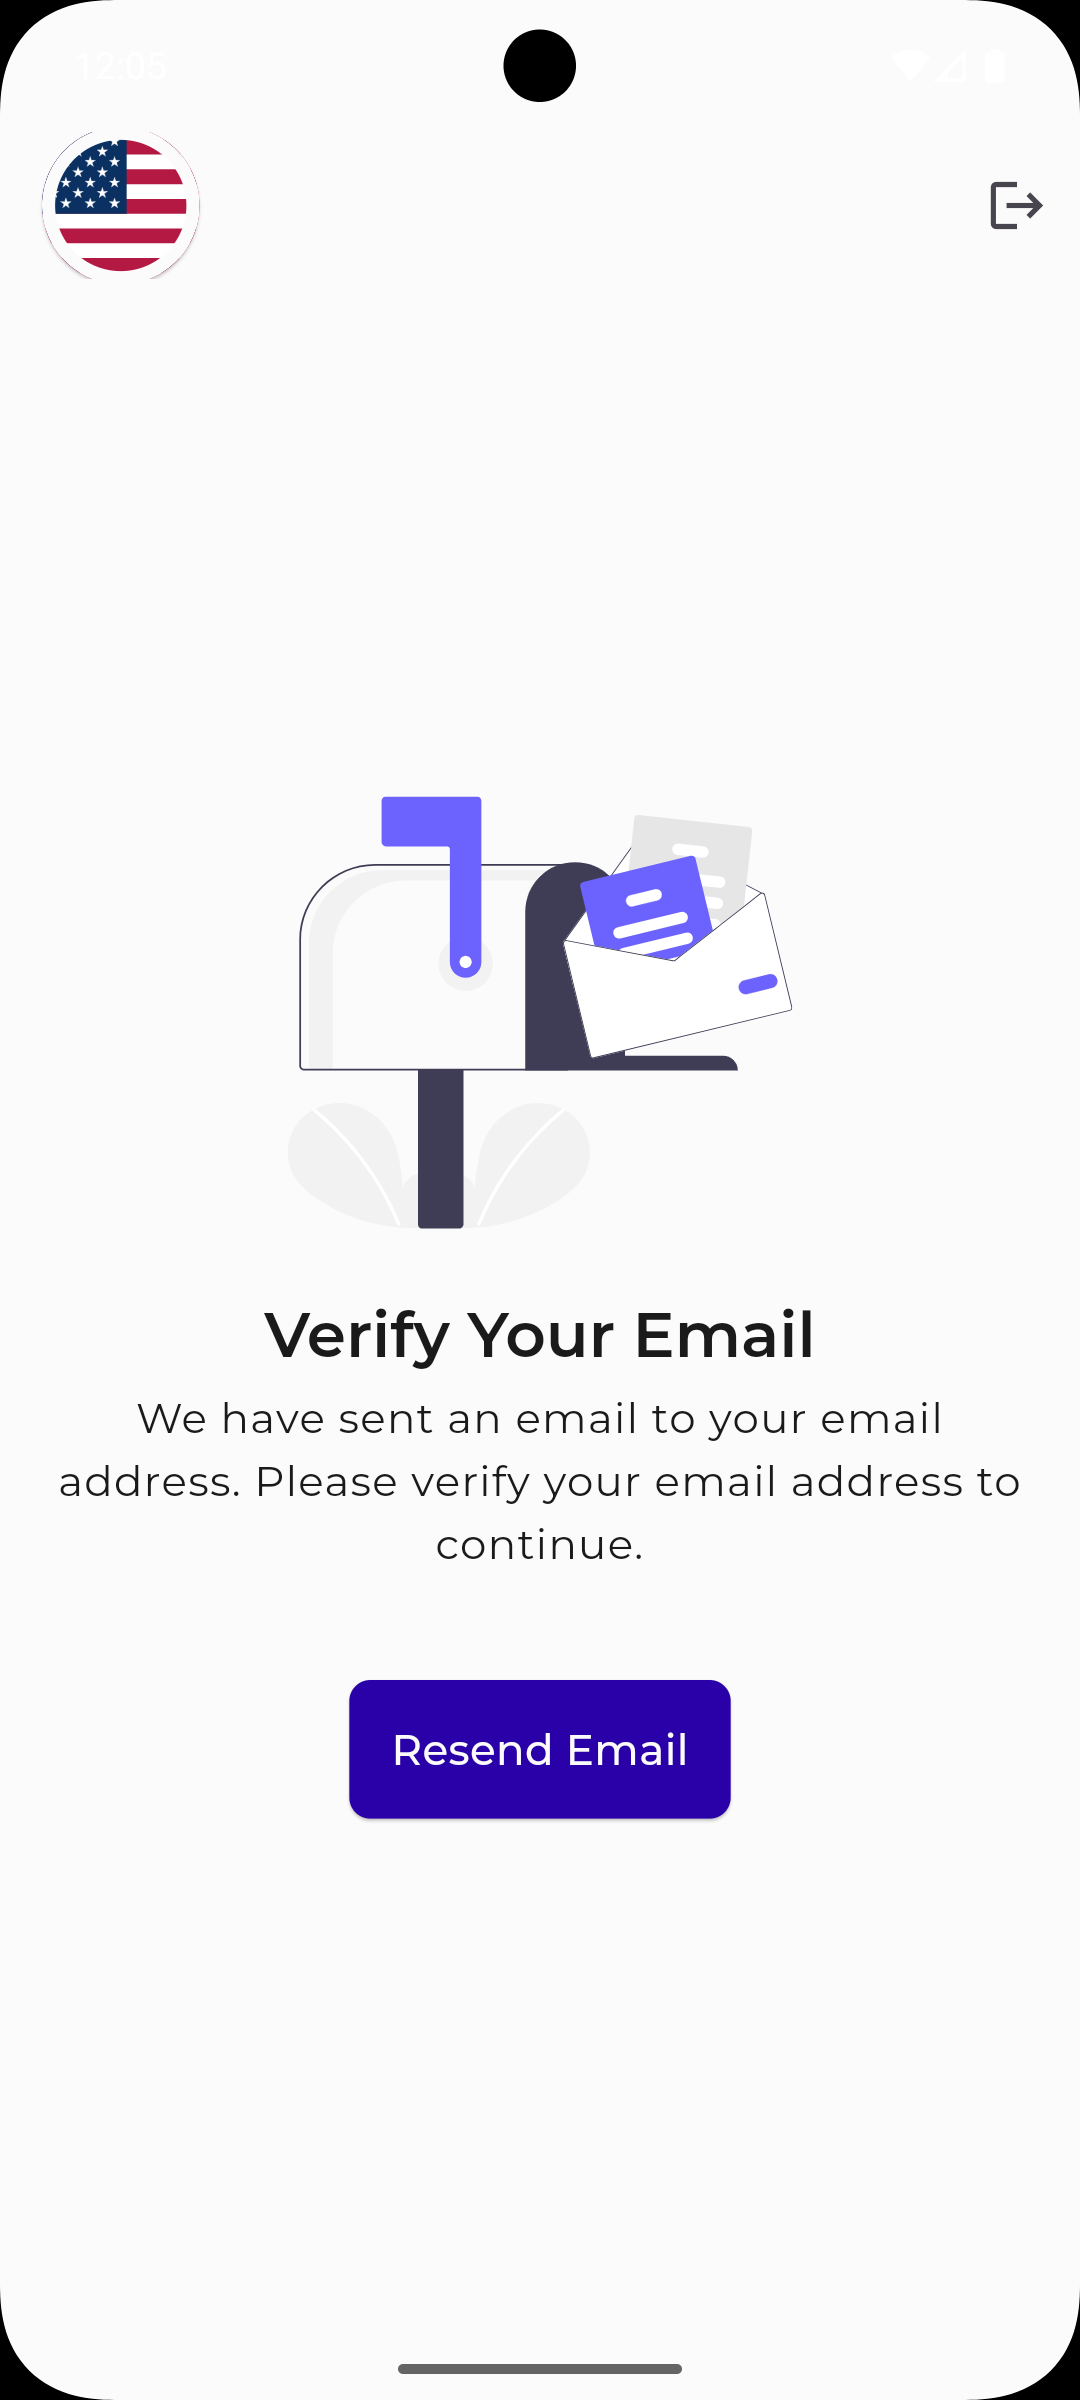 12:05
Verify Your Email
We have sent an email to your email
address. Please verify your email address to
continue.
Resend Email